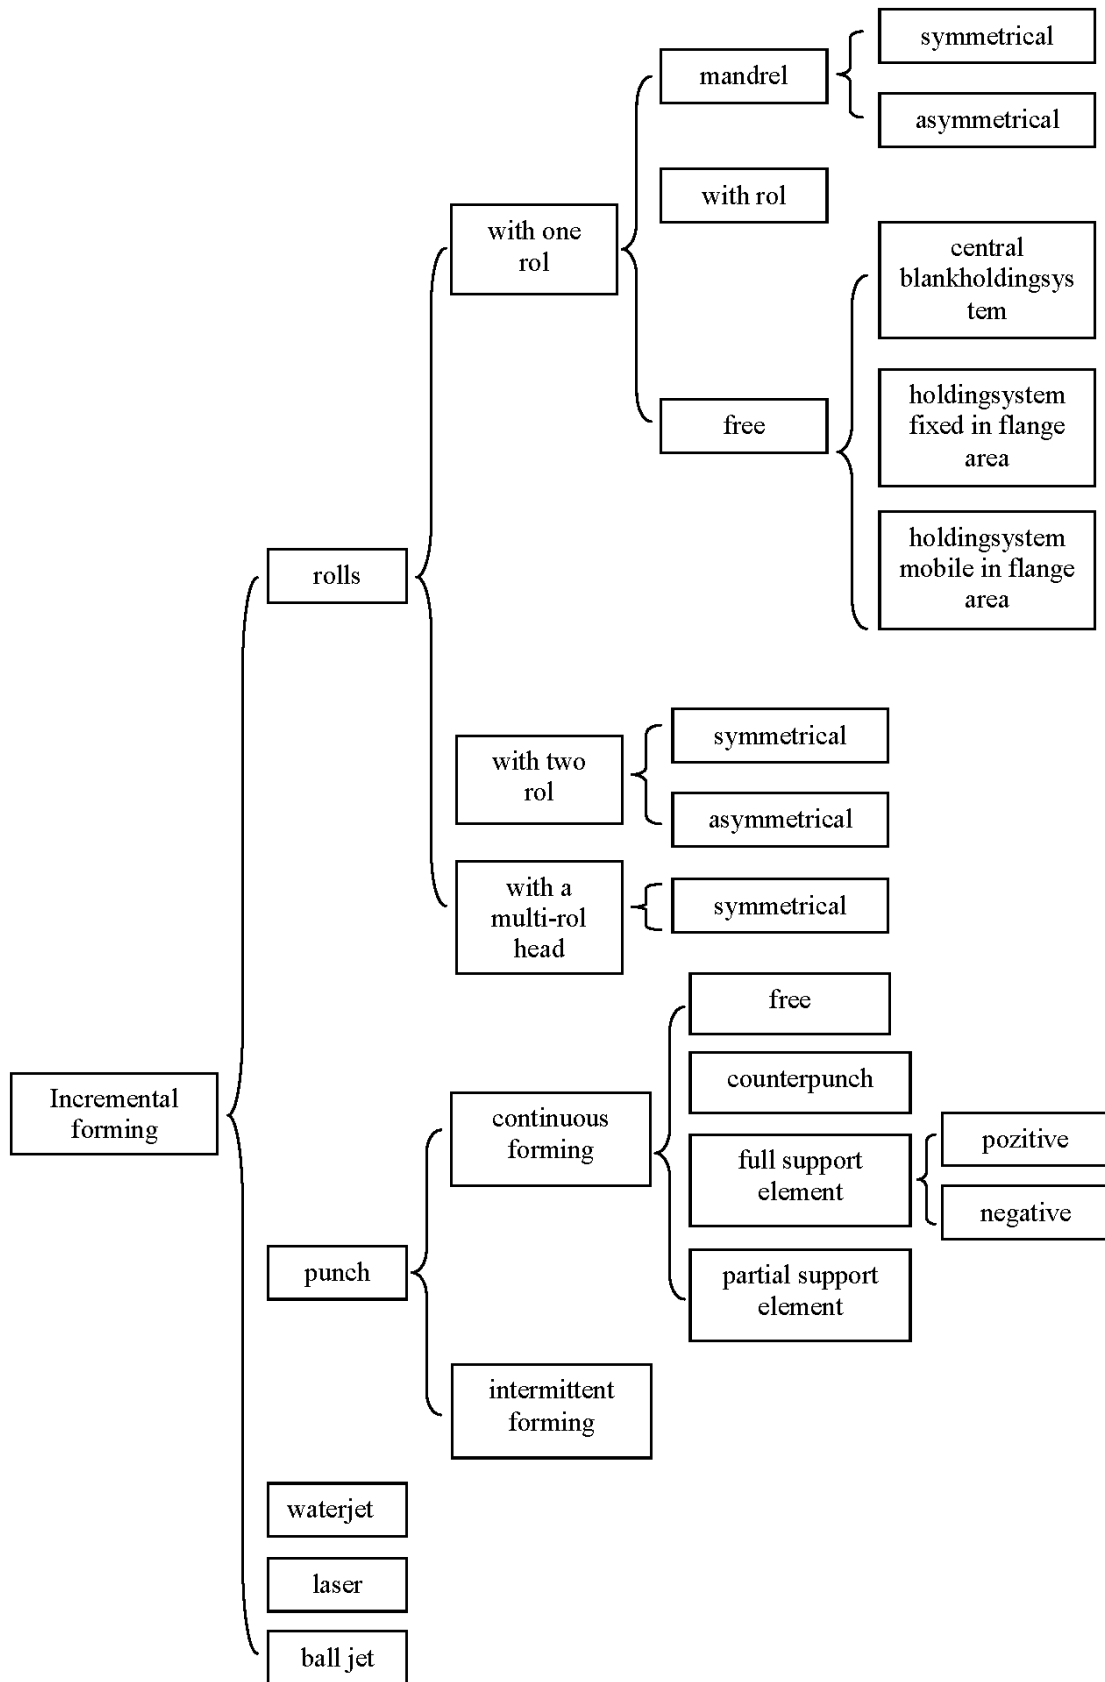 symmetrical
mandrel
asymmetrical
with rol
with one
rol
central
blankholdingsys
tem
holdingsystem
fixed in flange
area
free
holdingsystem
mobile in flange
area
rolls
symmetrical
with two
rol
asymmetrical
with a
multi-rol
head
symmetrical
free
counterpunch
Incremental
forming
continuous
forming
full support
element
pozitive
negative
punch
partial support
element
intermittent
forming
waterjet
laser
ball jet